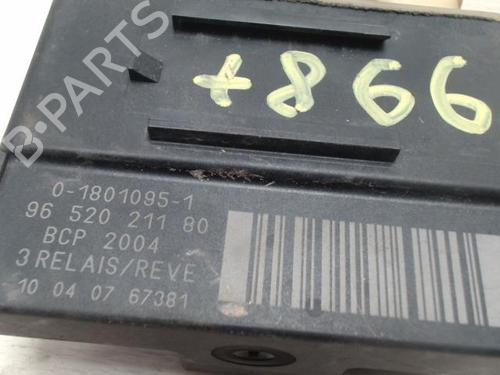 +866
B-PARTS
0-1801095-1
96 520 211 80
BCP 2004
3 RELAIS/REVE >
10 04 07 67381